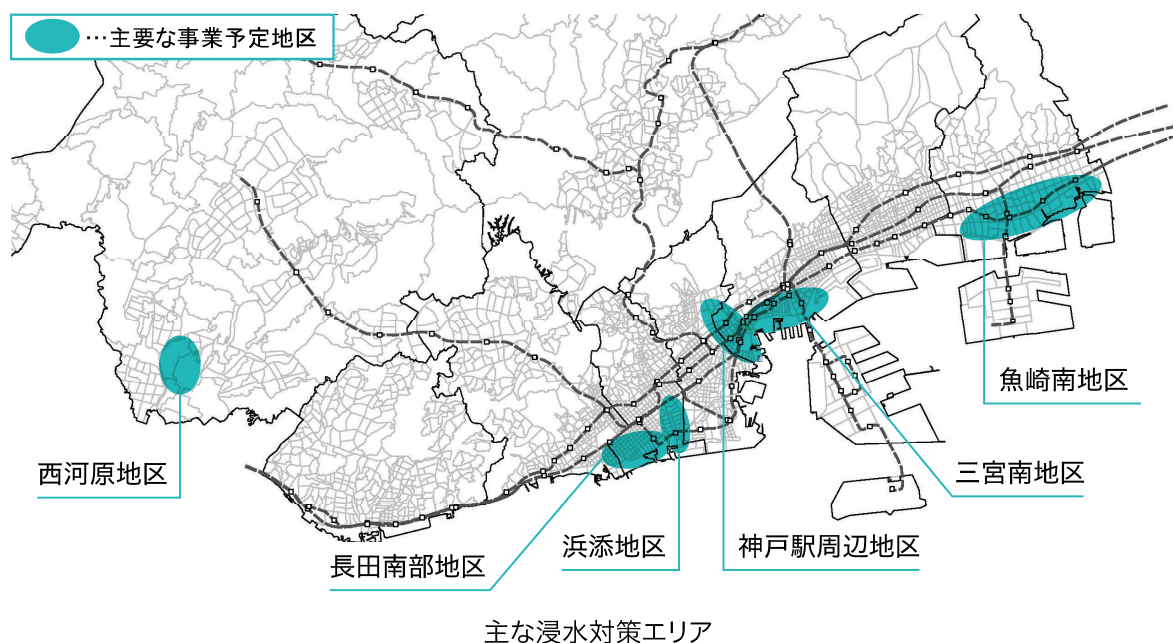 …主要な事業予定地区
魚崎南地区
西河原地区
三宮南地区
浜添地区
神戸駅周辺地区
長田南部地区
主な浸水対策エリア